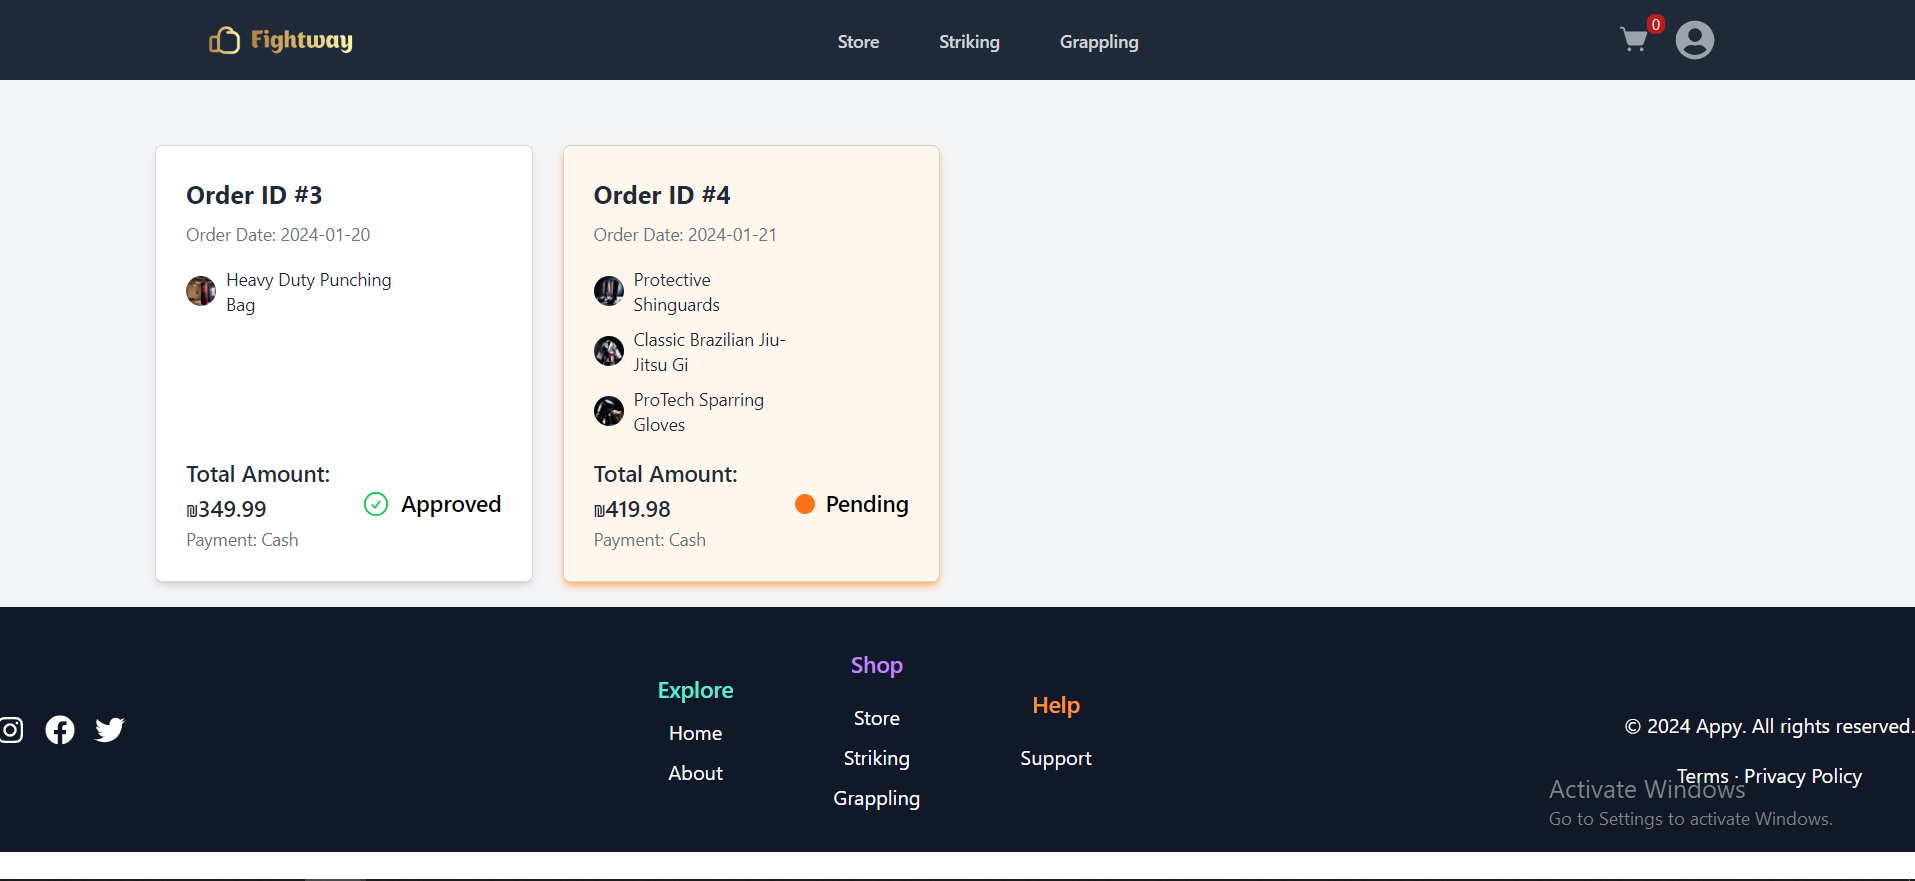 Fightway
Store
Striking
Grappling
0
Order ID #3
Order Date: 2024-01-20
Heavy Duty Punching
Bag
Total Amount:
₪349.99
Payment: Cash
Approved
Order ID #4
Order Date: 2024-01-21
Protective
Shinguards
Classic Brazilian Jiu-
Jitsu Gi
ProTech Sparring
Gloves
Total Amount:
₪419.98
Payment: Cash
Pending
Explore
Home
About
Shop
Store
Striking
Grappling
Help
Support
© 2024 Appy. All rights reserved.
Terms · Privacy Policy
Activate Windows
Go to Settings to activate Windows.